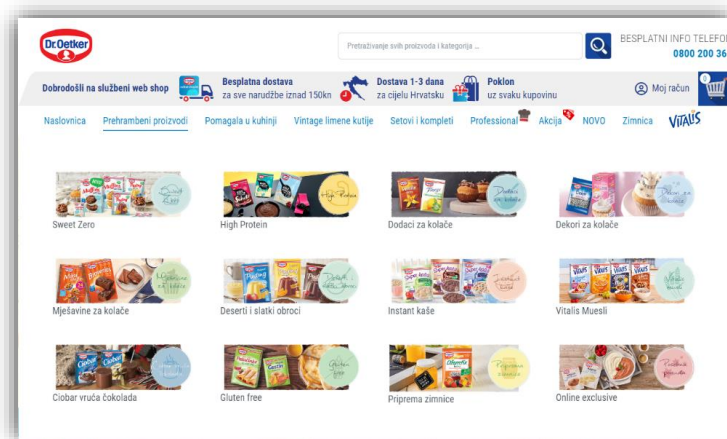 Dr.Oetker
Pretraživanje svih proizvoda i kategorija ...
BESPLATNI INFO TELEFO
0800 200 36
Dobrodošli na službeni web shop
Besplatna dostava
za sve narudžbe iznad 150kn
Dostava 1-3 dana
za cijelu Hrvatsku
Poklon
uz svaku kupovinu
Moj račun
0
Naslovnica Prehrambeni proizvodi Pomagala u kuhinji Vintage limene kutije Setovi i kompleti Professional Akcija NOVO Zimnica VITALIS
Sweet Zero
High Protein
Dodaci za kolače
Dekori za kolače
Mješavine za kolače
Deserti i slatki obroci
Instant kaše
Vitalis Muesli
Ciobar vruća čokolada
Gluten free
Priprema zimnice
Online exclusive